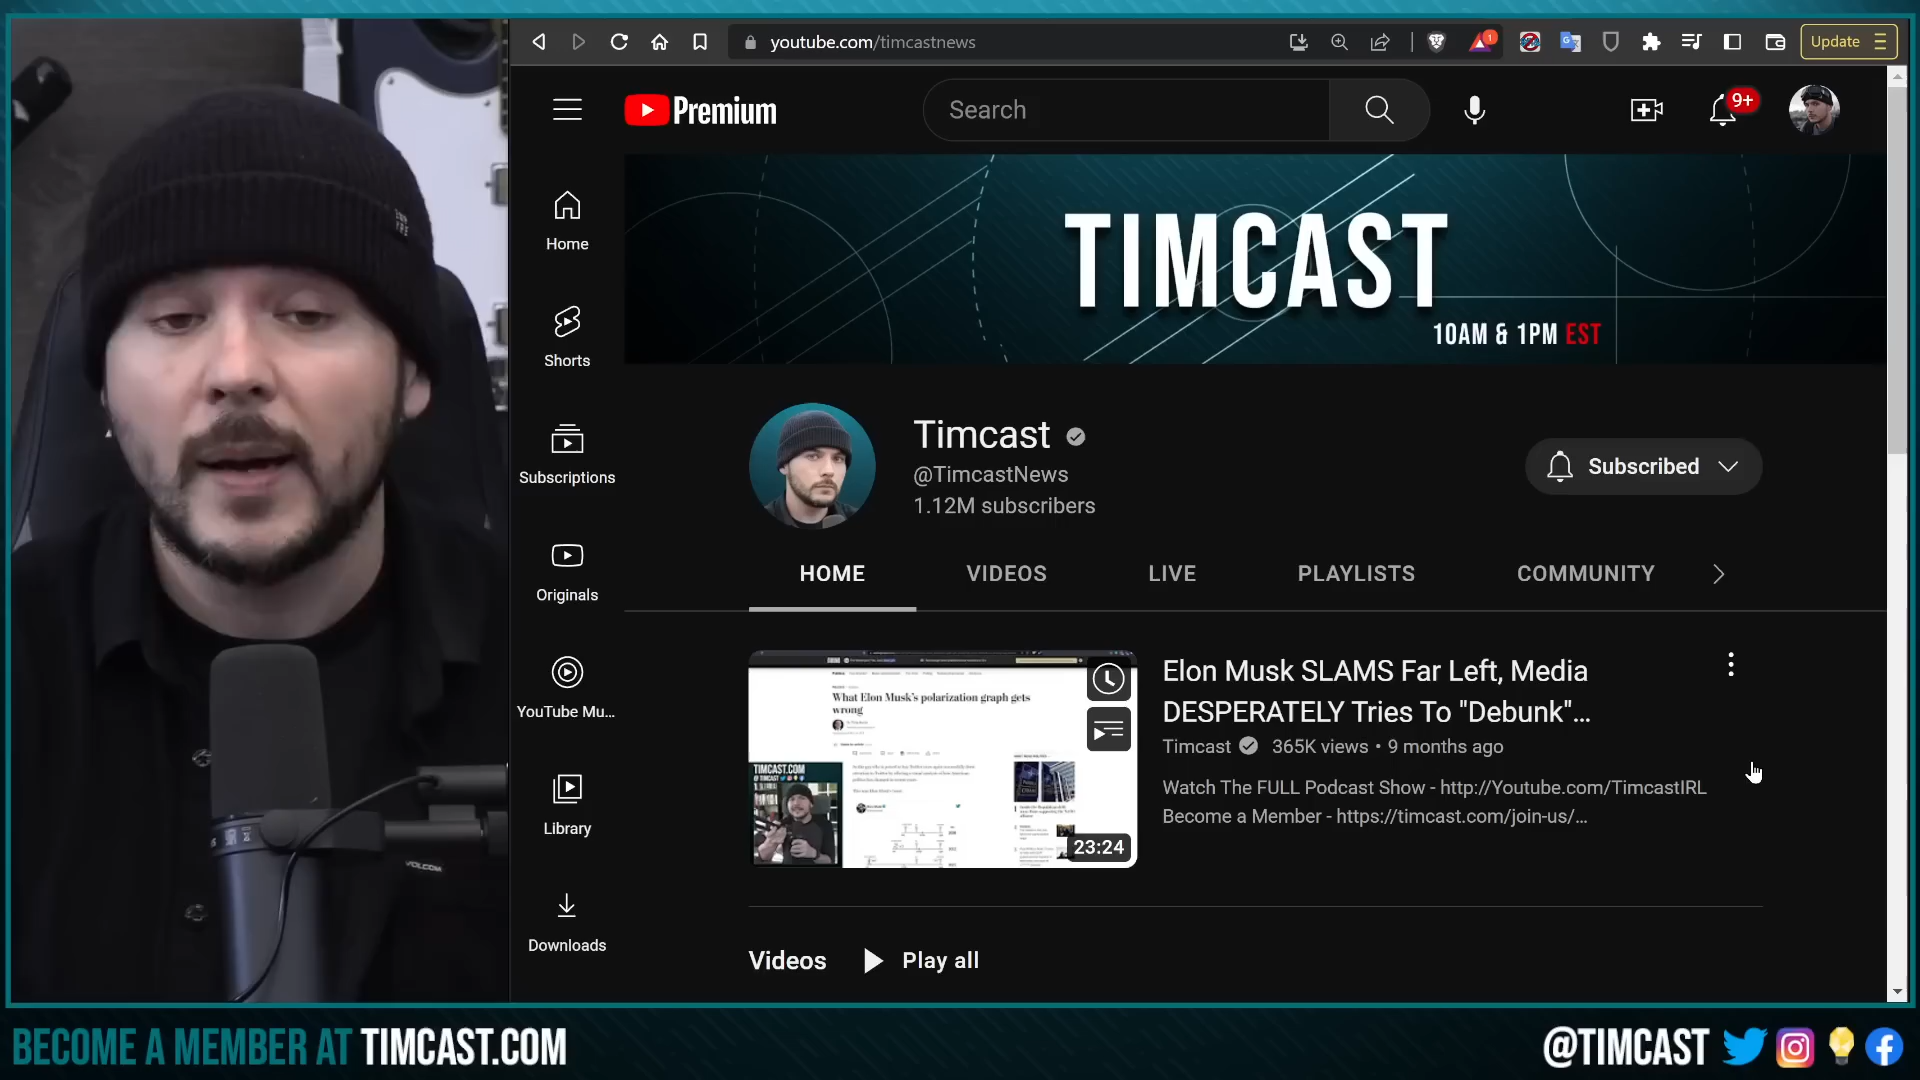 youtube.com/timcastnews
1
Update
Premium
Search
9+
TIMCAST
10AM & 1PM EST
Home
Shorts
Subscriptions
Originals
YouTube Mu...
Library
Downloads
Timcast
@TimcastNews
1.12M subscribers
Subscribed
HOME VIDEOS LIVE PLAYLISTS COMMUNITY
What Elon Musk's polarization graph gets
wrong
TIMCAST.COM
23:24
Elon Musk SLAMS Far Left, Media
DESPERATELY Tries To "Debunk"...
Timcast 365K views • 9 months ago
Watch The FULL Podcast Show - http://Youtube.com/TimcastIRL
Become a Member - https://timcast.com/join-us/...
Videos Play all
VOLCOM
BECOME A MEMBER AT TIMCAST.COM
@TIMCAST